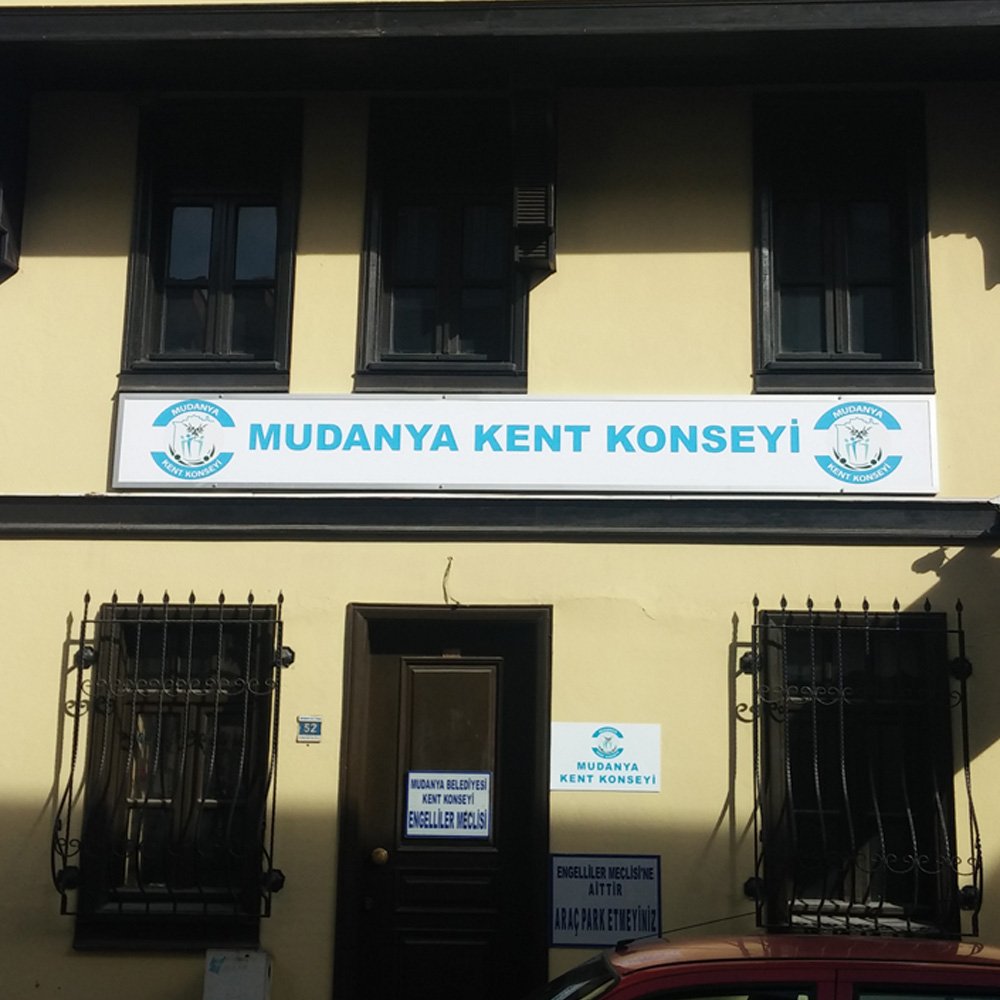 MUDANYA
KENT KONSEYİ
MUDANYA KENT KONSEYİ
MUDANYA
KENT KONSEYİ
52
MUDANYA
KENT KONSEYİ
MUDANYA BELEDİYESİ
KENT KONSEYİ
ENGELLİLER MECLİSİ
ENGELLİLER MECLİSİ'NE
AİTTİR
ARAÇ PARK ETMEYİNİZ